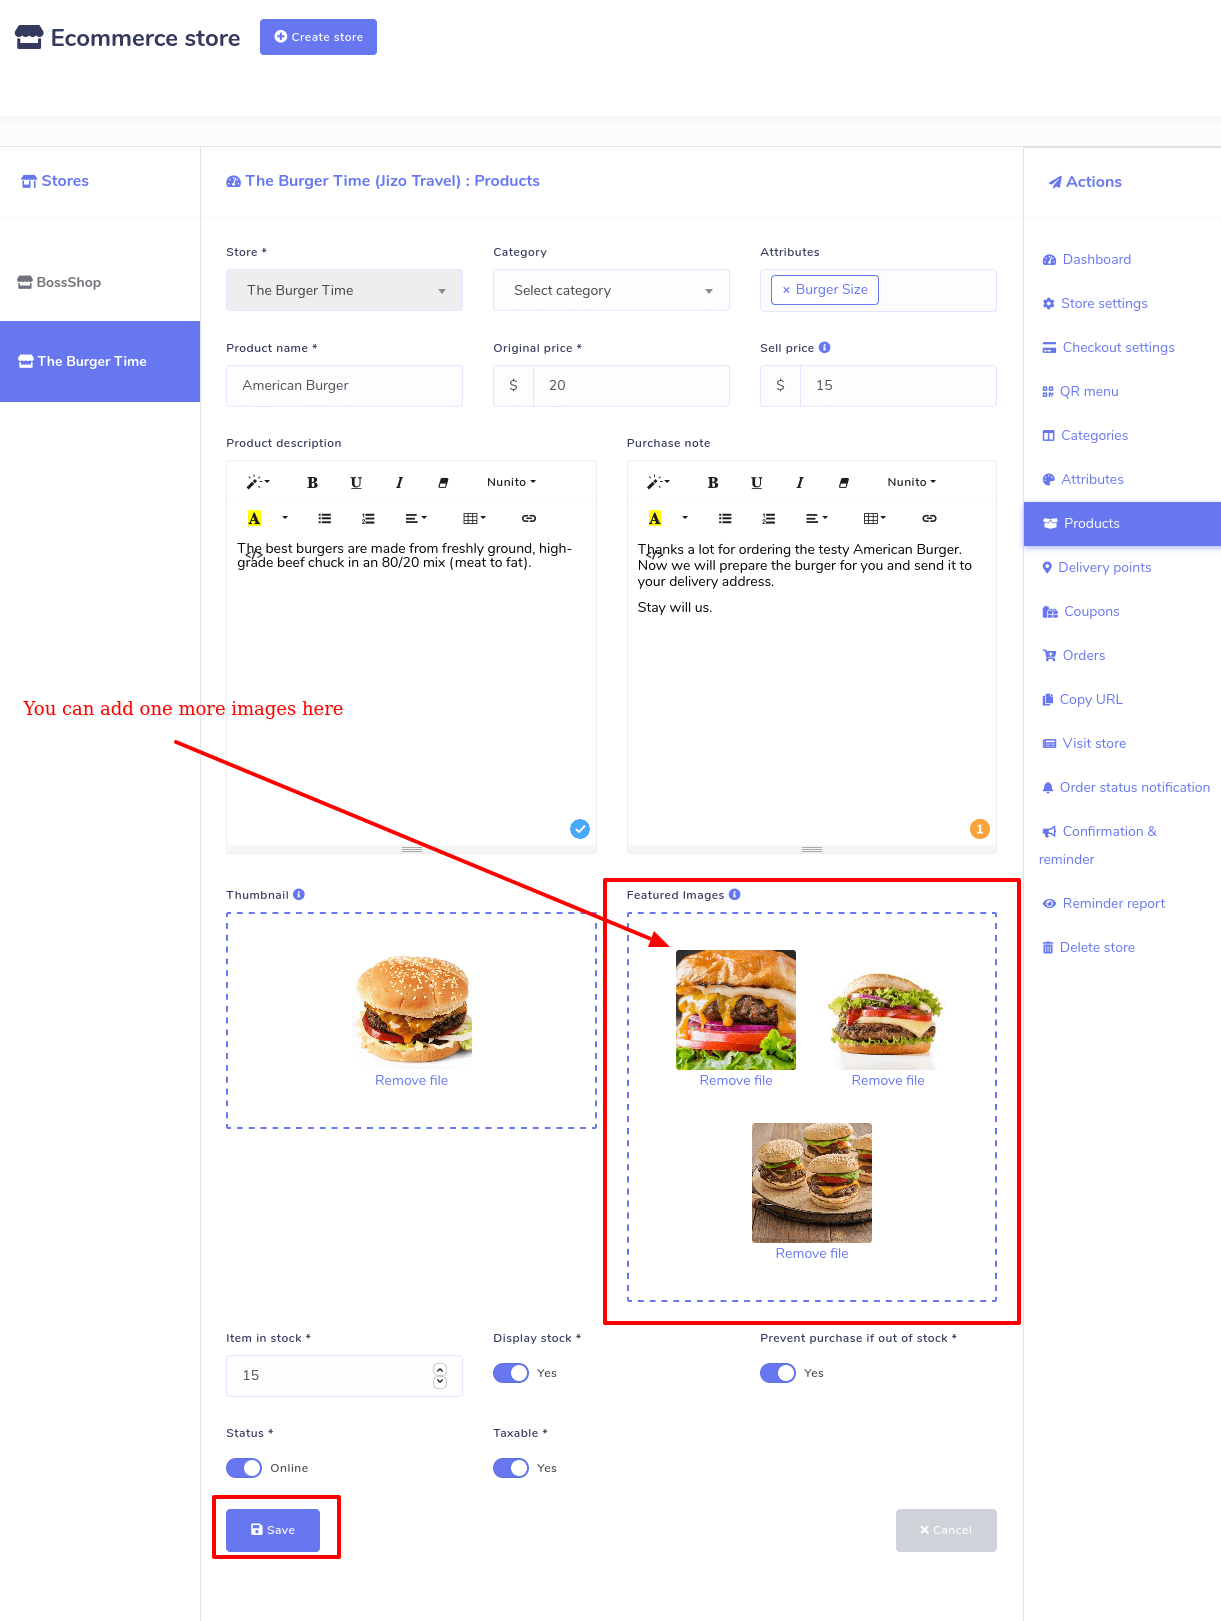 Ecommerce store
Create store
Stores
BossShop
The Burger Time
The Burger Time (Jizo Travel) : Products
Store *
Category
Attributes
The Burger Time
Select category
× Burger Size
Product name *
Original price *
Sell price
American Burger
$ 20
$ 15
Product description
Purchase note
B U I Nunito
A
</>
The best burgers are made from freshly ground, high-
grade beef chuck in an 80/20 mix (meat to fat).
B U I Nunito
A
</>
Thanks a lot for ordering the testy American Burger.
Now we will prepare the burger for you and send it to
your delivery address.
Stay will us.
1
You can add one more images here
Thumbnail
Remove file
Featured Images
Remove file
Remove file
Remove file
Item in stock *
Display stock *
Prevent purchase if out of stock *
15
Yes
Yes
Status *
Taxable *
Online
Yes
Save
Cancel
Actions
Dashboard
Store settings
Checkout settings
QR menu
Categories
Attributes
Products
Delivery points
Coupons
Orders
Copy URL
Visit store
Order status notification
Confirmation &
reminder
Reminder report
Delete store